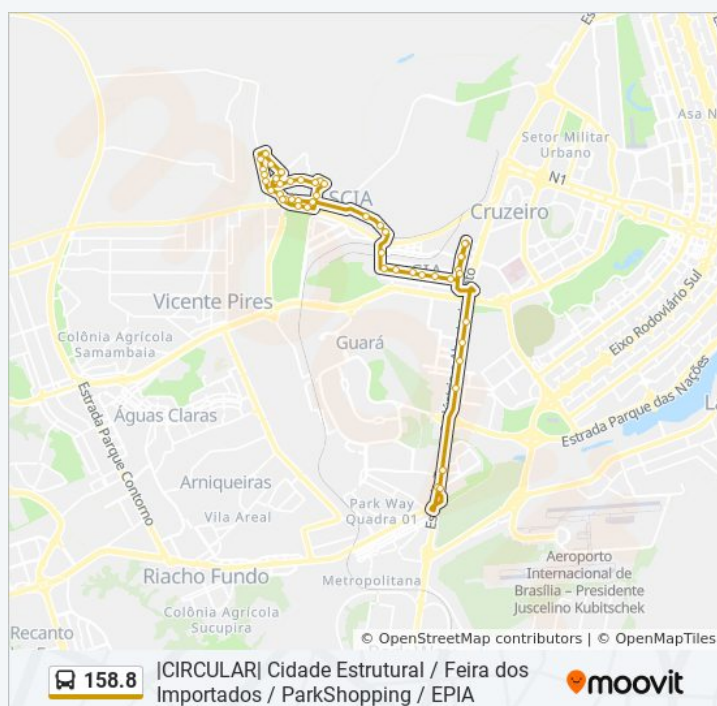 Asa N
Setor Militar
Urbano
N1
SCIA
Cruzeiro
Vicente Pires
Eixo Rodoviário Sul
Colônia Agrícola
Samambaia
Guará
Estrada Parque das Nações
Estrada Parque Contorno
Águas Claras
Arniqueiras
Vila Areal
Park Way
Quadra 01
Riacho Fundo
Metropolitana
Aeroporto
Internacional de
Brasília – Presidente
Juscelino Kubitschek
Colônia Agrícola
Sucupira
Recanto
© OpenStreetMap contributors | © OpenMapTiles
158.8
|CIRCULAR| Cidade Estrutural / Feira dos
Importados / ParkShopping / EPIA
moovit